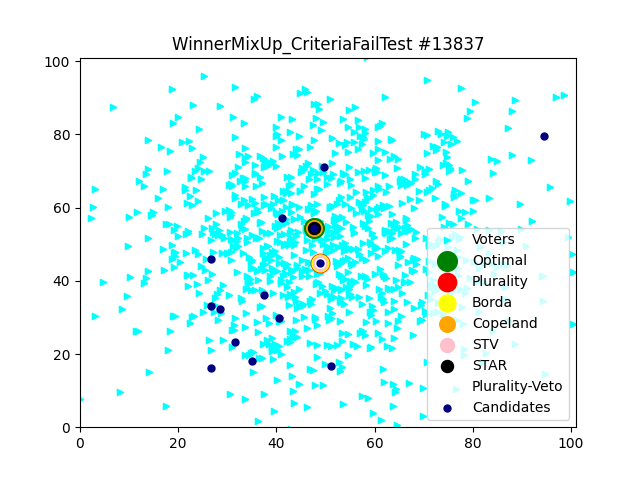 WinnerMixUp_CriteriaFailTest #13837
100
80
60
40
20
0
0 20 40 60 80 100
Voters
Optimal
Plurality
Borda
Copeland
STV
STAR
Plurality-Veto
Candidates